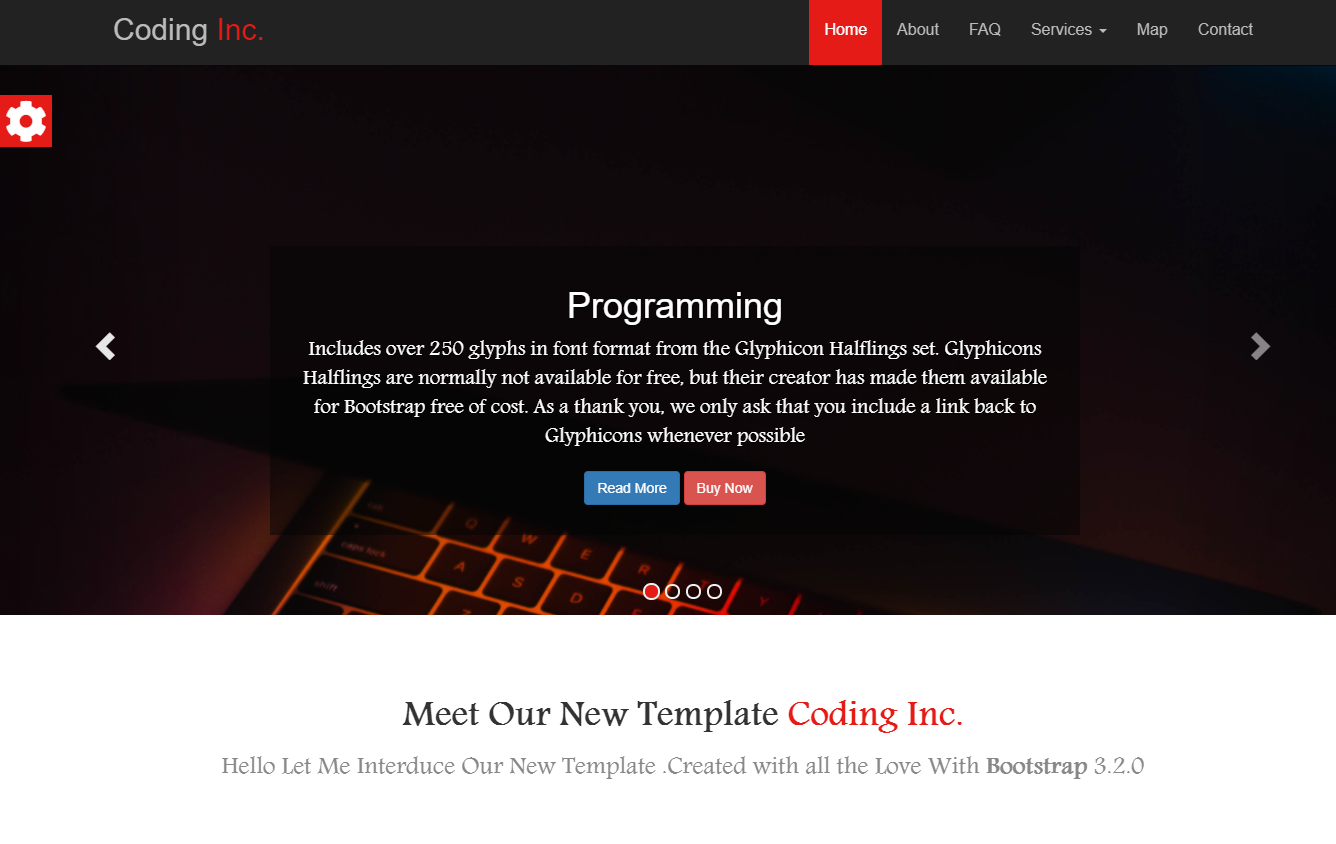 Coding Inc.
Home About FAQ Services Map Contact
Programming
Includes over 250 glyphs in font format from the Glyphicon Halflings set. Glyphicons
Halflings are normally not available for free, but their creator has made them available
for Bootstrap free of cost. As a thank you, we only ask that you include a link back to
Glyphicons whenever possible
Read More Buy Now
Q W E R T Y
caps lock A S D
shift Z
Meet Our New Template Coding Inc.
Hello Let Me Interduce Our New Template .Created with all the Love With Bootstrap 3.2.0